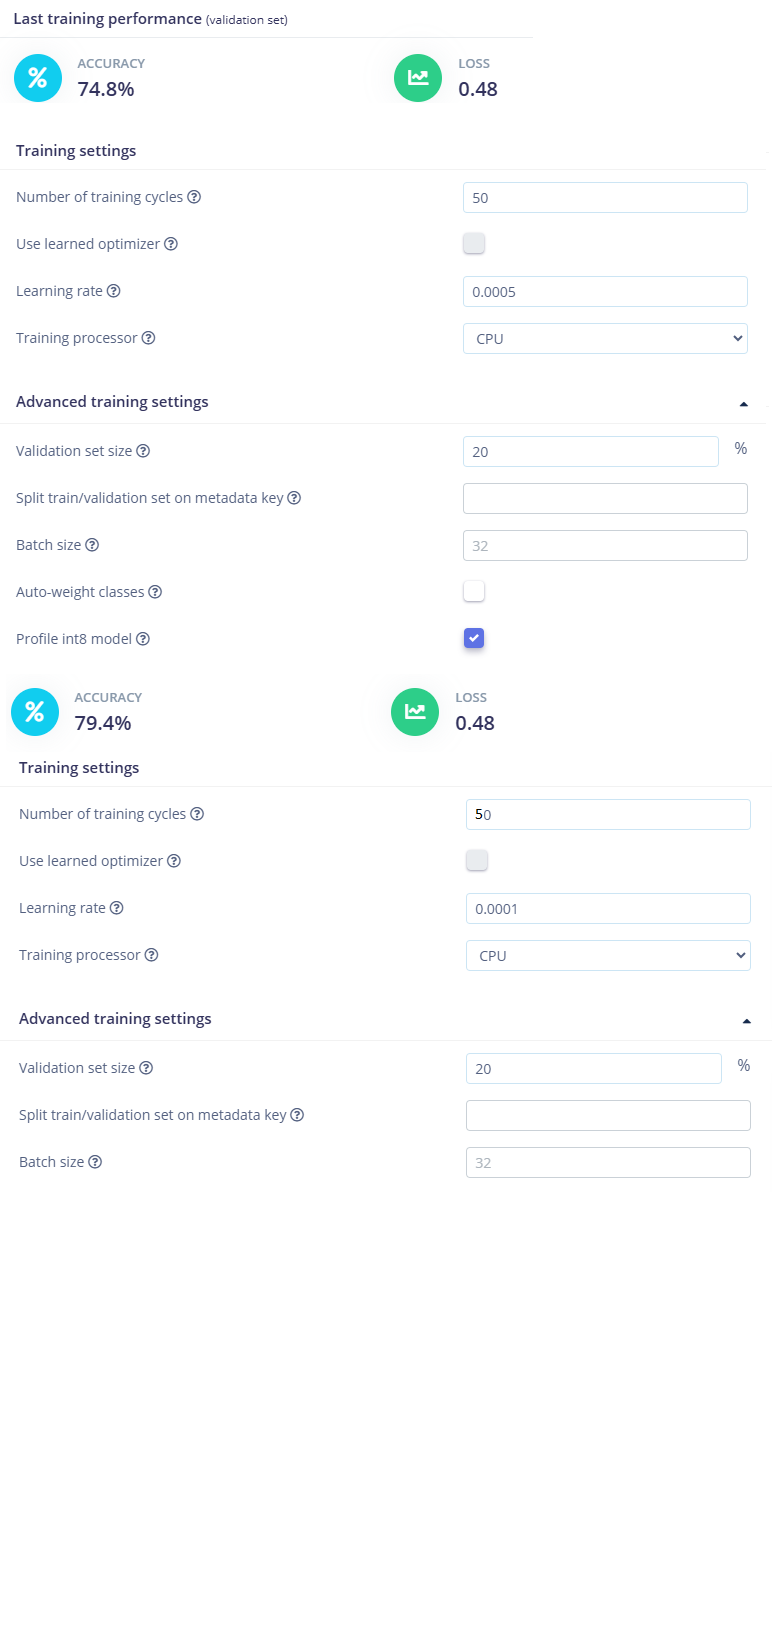 Last training performance (validation set)
% ACCURACY LOSS
74.8% 0.48
Training settings
Number of training cycles ? 50
Use learned optimizer ?
Learning rate ? 0.0005
Training processor ? CPU
Advanced training settings
Validation set size ? 20 %
Split train/validation set on metadata key ?
Batch size ? 32
Auto-weight classes ?
Profile int8 model ?
% ACCURACY LOSS
79.4% 0.48
Training settings
Number of training cycles ? 50
Use learned optimizer ?
Learning rate ? 0.0001
Training processor ? CPU
Advanced training settings
Validation set size ? 20 %
Split train/validation set on metadata key ?
Batch size ? 32